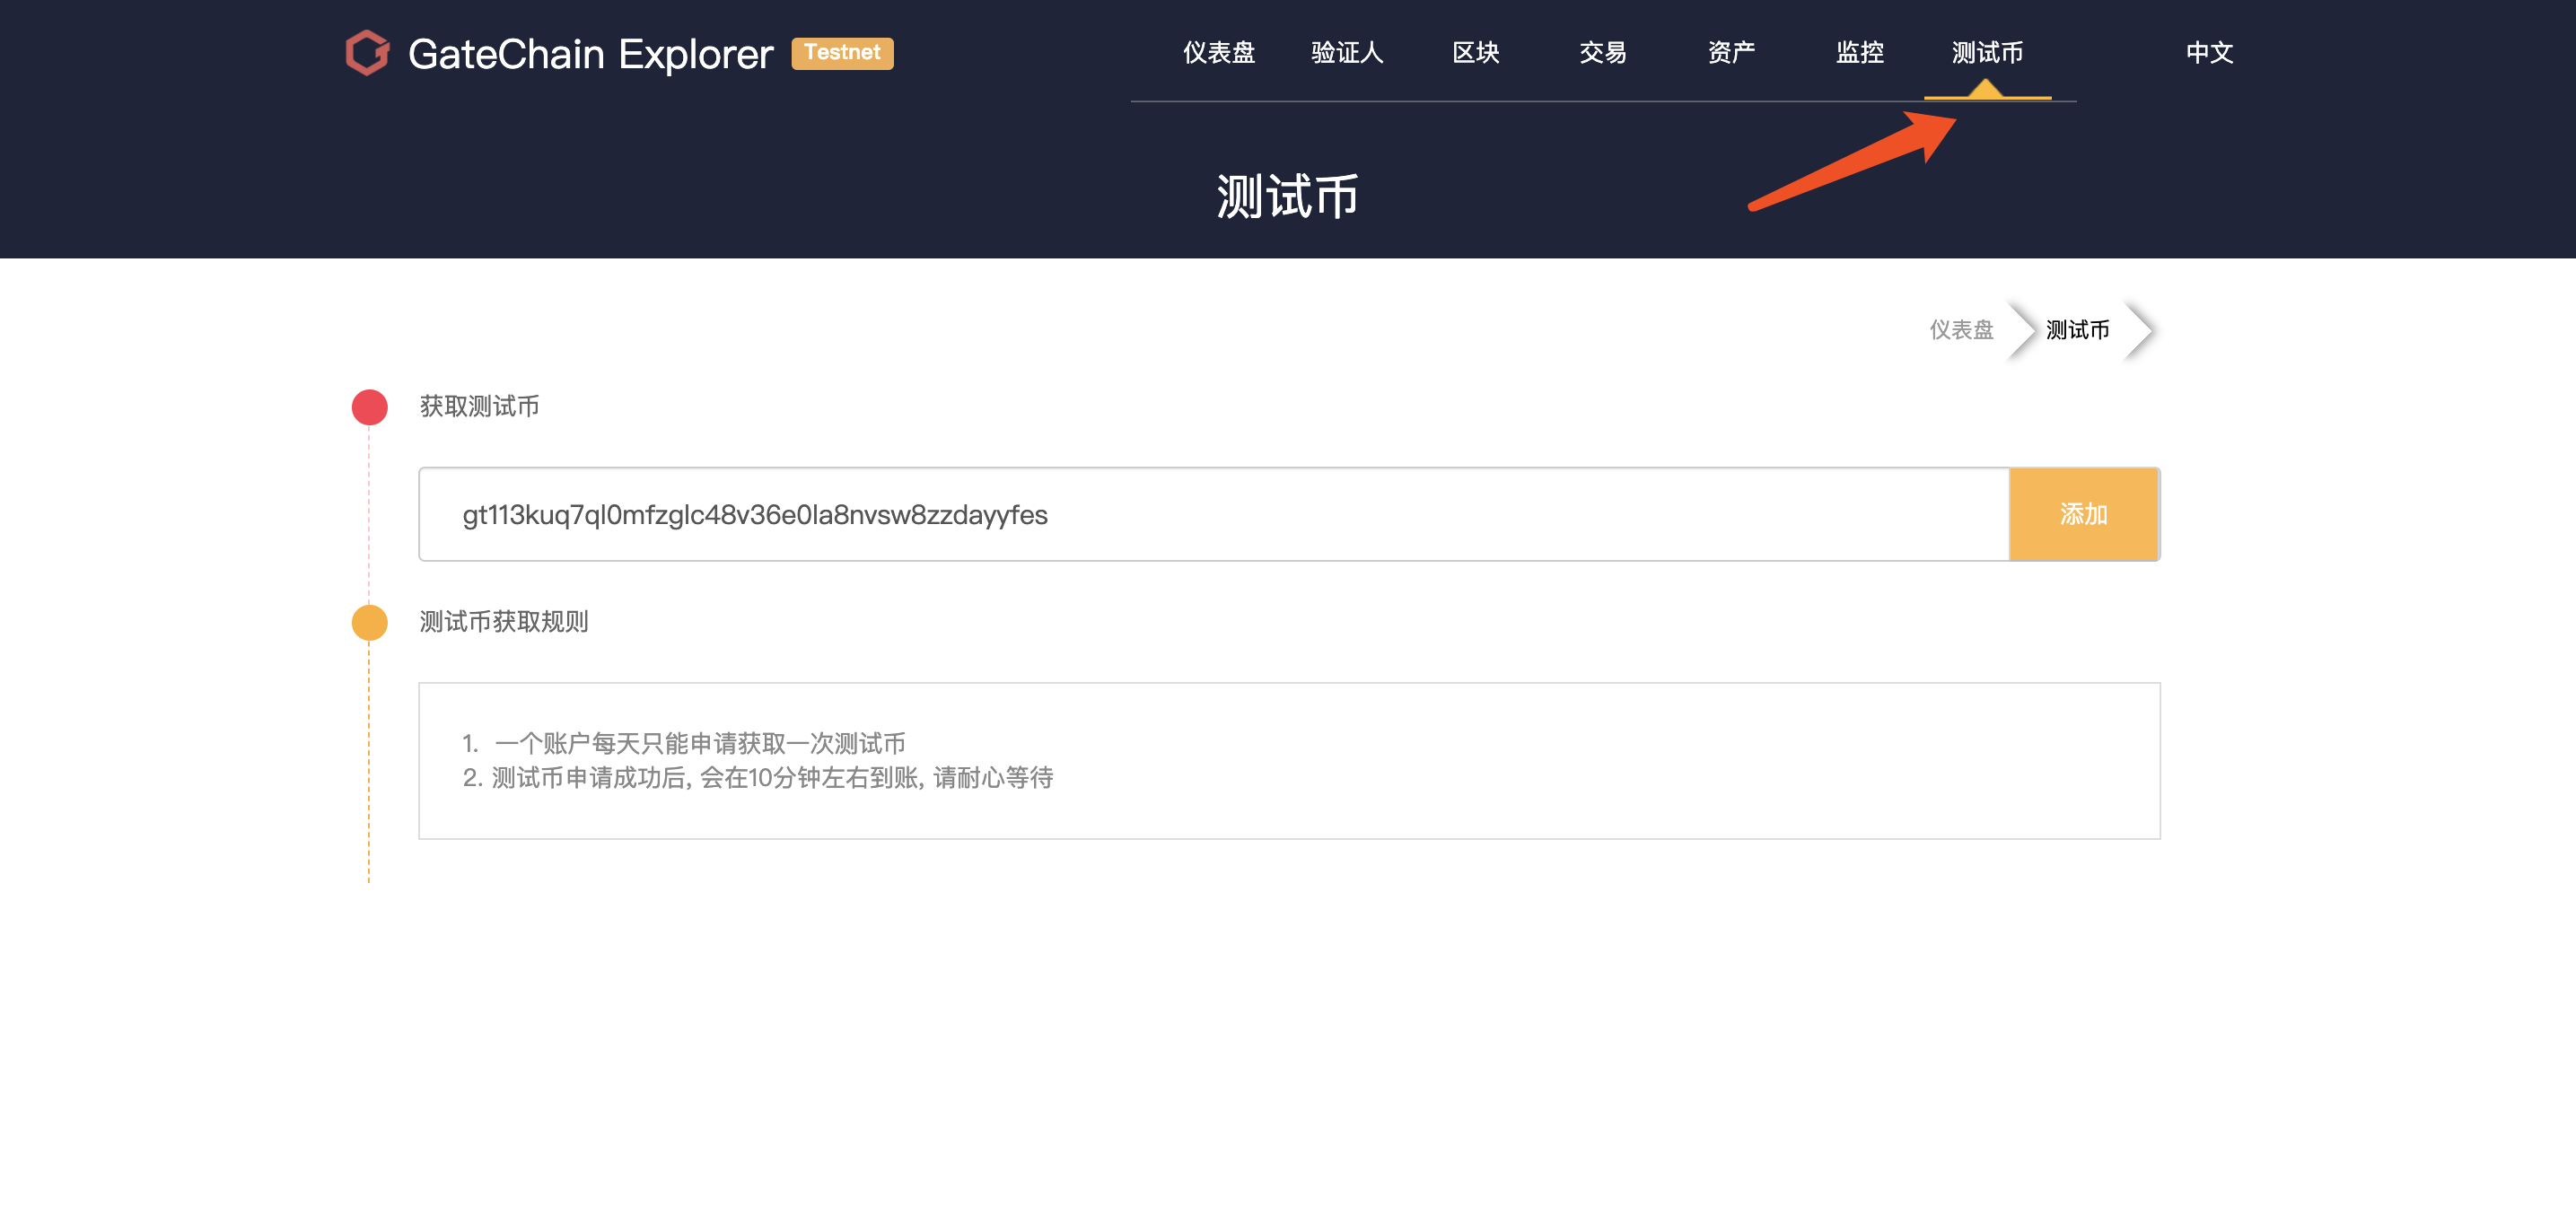 GateChain Explorer Testnet 仪表盘 验证人 区块 交易 资产 监控 测试币 中文
测试币
仪表盘 测试币
获取测试币
gt113kuq7ql0mfzglc48v36e0la8nvsw8zzdayyfes 添加
测试币获取规则
1. 一个账户每天只能申请获取一次测试币
2. 测试币申请成功后, 会在10分钟左右到账, 请耐心等待